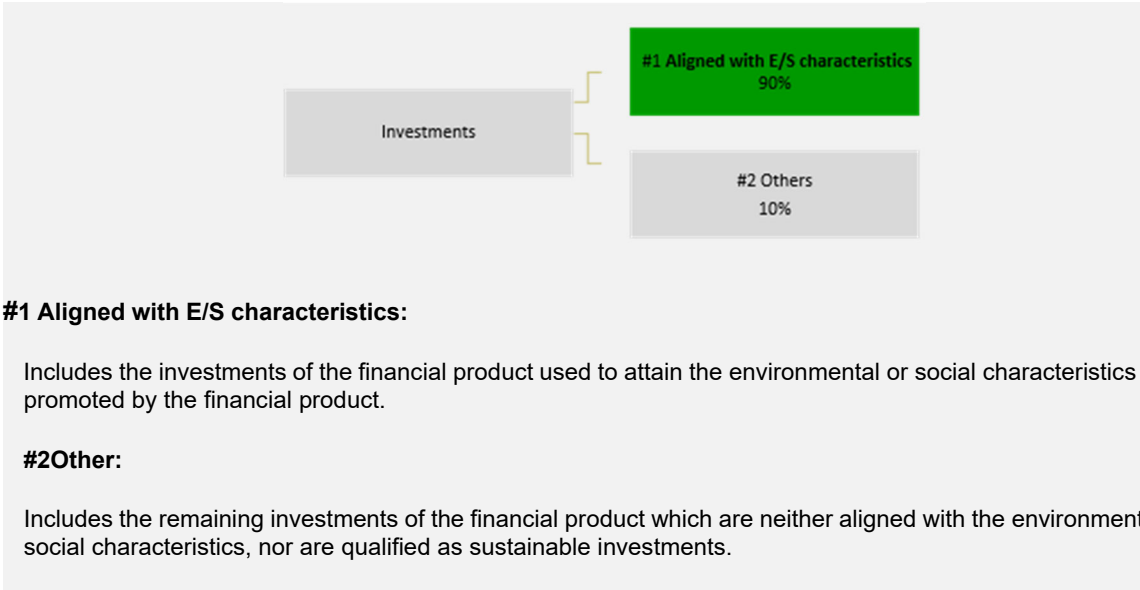 #1 Aligned with E/S characteristics
90%
Investments
#2 Others
10%
#1 Aligned with E/S characteristics:
Includes the investments of the financial product used to attain the environmental or social characteristics
promoted by the financial product.
#2Other:
Includes the remaining investments of the financial product which are neither aligned with the environment
social characteristics, nor are qualified as sustainable investments.